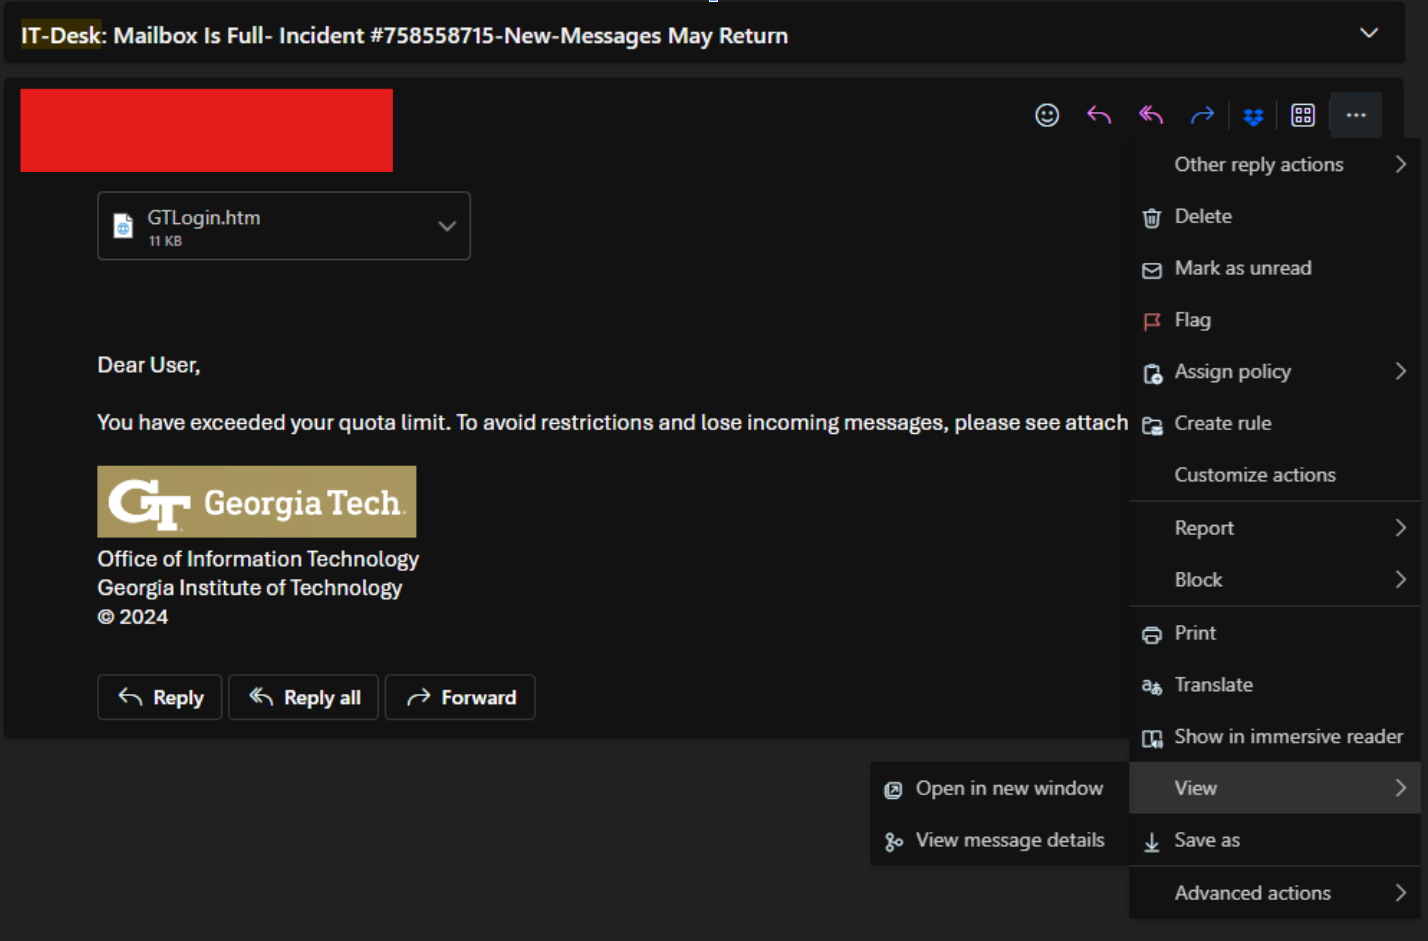 IT-Desk: Mailbox Is Full- Incident #758558715-New-Messages May Return
GTLogin.htm
11 KB
Dear User,
You have exceeded your quota limit. To avoid restrictions and lose incoming messages, please see attach
GT Georgia Tech.
Office of Information Technology
Georgia Institute of Technology
© 2024
Reply
Reply all
Forward
Other reply actions
Delete
Mark as unread
Flag
Assign policy
Create rule
Customize actions
Report
Block
Print
Translate
Show in immersive reader
View
Open in new window
View message details
Save as
Advanced actions